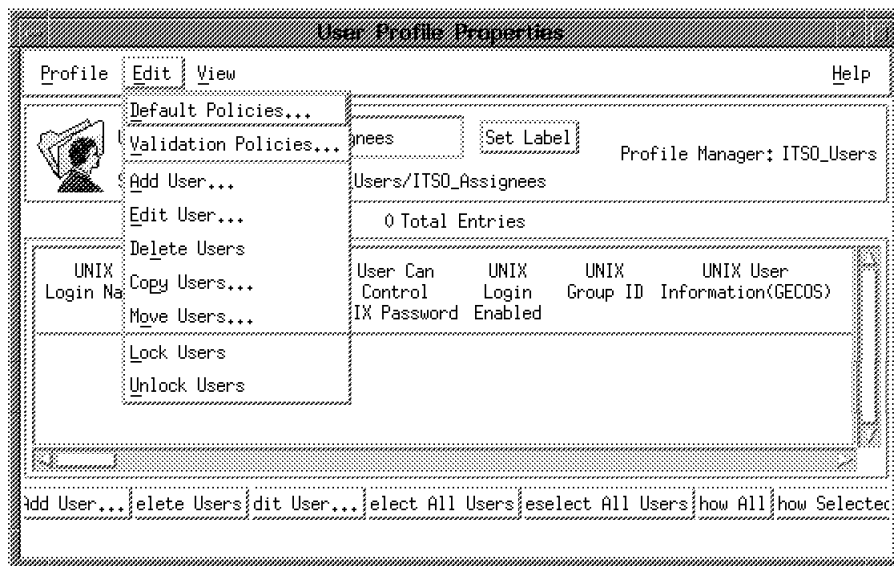 User Profile Properties
Profile Edit View Help
Default Policies...
Validation Policies...
Add User...
Edit User...
Delete Users
Copy Users...
Move Users...
Lock Users
Unlock Users
nees Set Label
Profile Manager: ITSO_Users
Users/ITSO_Assignees
0 Total Entries
UNIX
Login Na
User Can
Control
IX Password
UNIX
Login
Enabled
UNIX
Group ID
UNIX User
Information(GECOS)
Add User... elete Users dit User... elect All Users eselect All Users how All how Selected